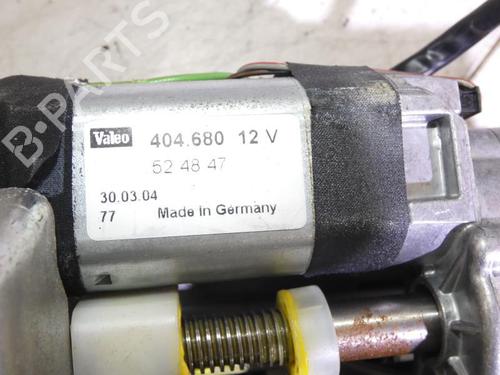 B-PARTS
Valeo 404.680 12 V
52 48 47
30.03.04
77 Made in Germany